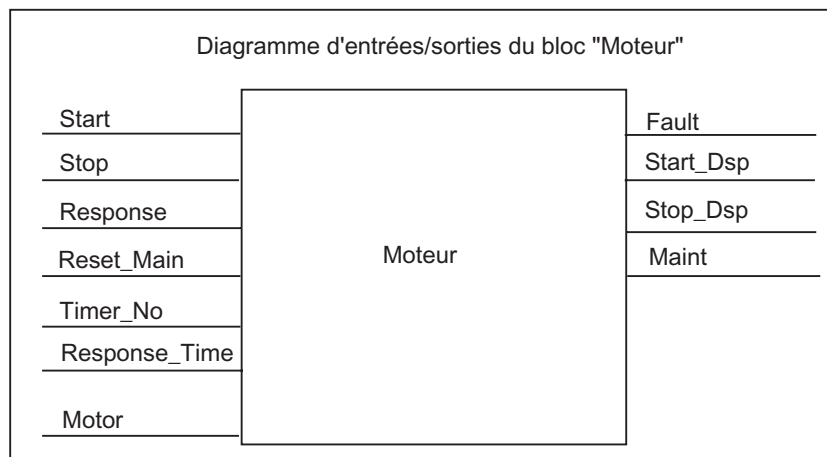 Diagramme d'entrées/sorties du bloc "Moteur"
Start
Stop
Response
Reset_Main
Timer_No
Response_Time
Motor
Moteur
Fault
Start_Dsp
Stop_Dsp
Maint